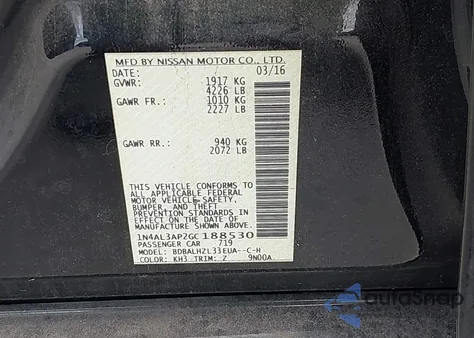 MFD BY NISSAN MOTOR CO., LTD.
DATE: 03/16
GVWR: 1917 KG
4226 LB
GAWR FR: 1010 KG
2227 LB
GAWR RR: 940 KG
2072 LB
THIS VEHICLE CONFORMS TO
ALL APPLICABLE FEDERAL
MOTOR VEHICLE SAFETY,
BUMPER, AND THEFT
PREVENTION STANDARDS IN
EFFECT ON THE DATE OF
MANUFACTURE SHOWN ABOVE.
1N4AL3AP2GC188530
PASSENGER CAR 719
MODEL: BDBALHZL33EUA--C-H
COLOR: KH3 TRIM: Z 9N00A
autoSnap